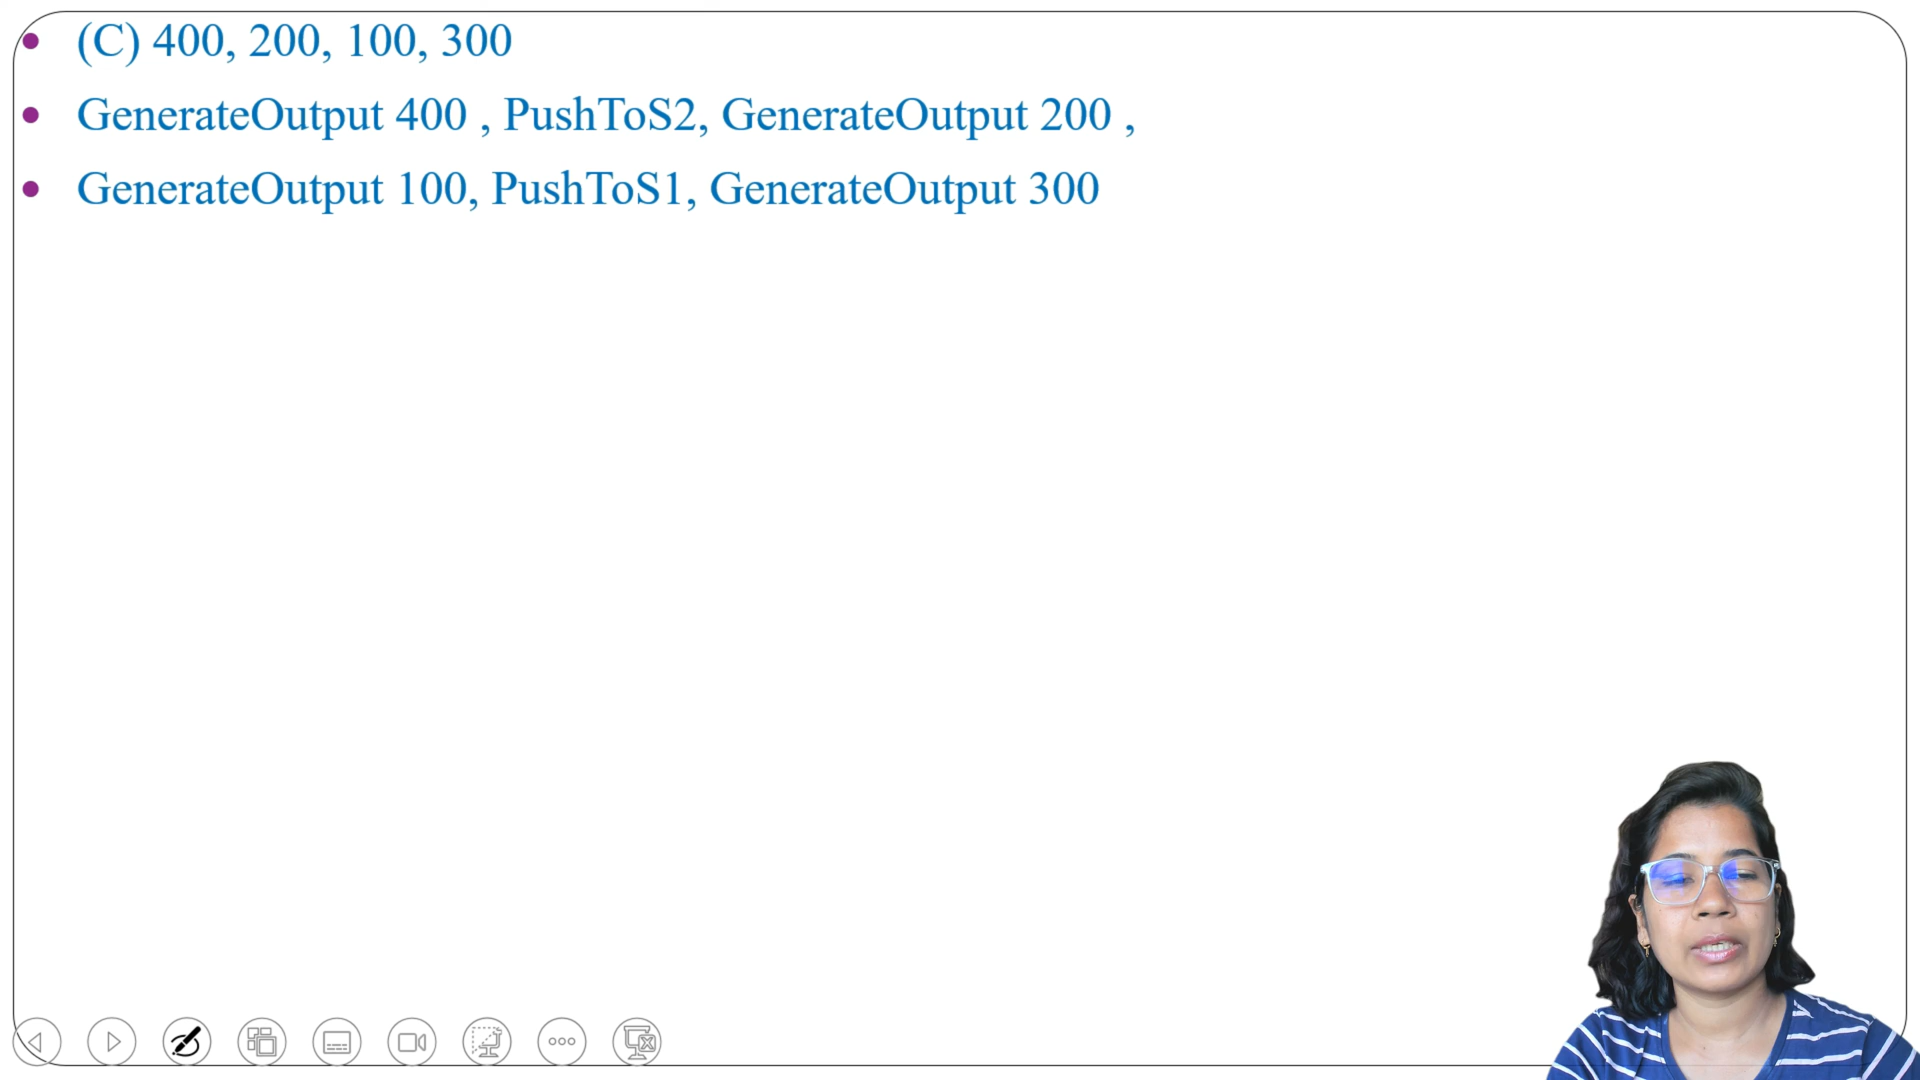 (C) 400, 200, 100, 300
GenerateOutput 400 , PushToS2, GenerateOutput 200 ,
GenerateOutput 100, PushToS1, GenerateOutput 300